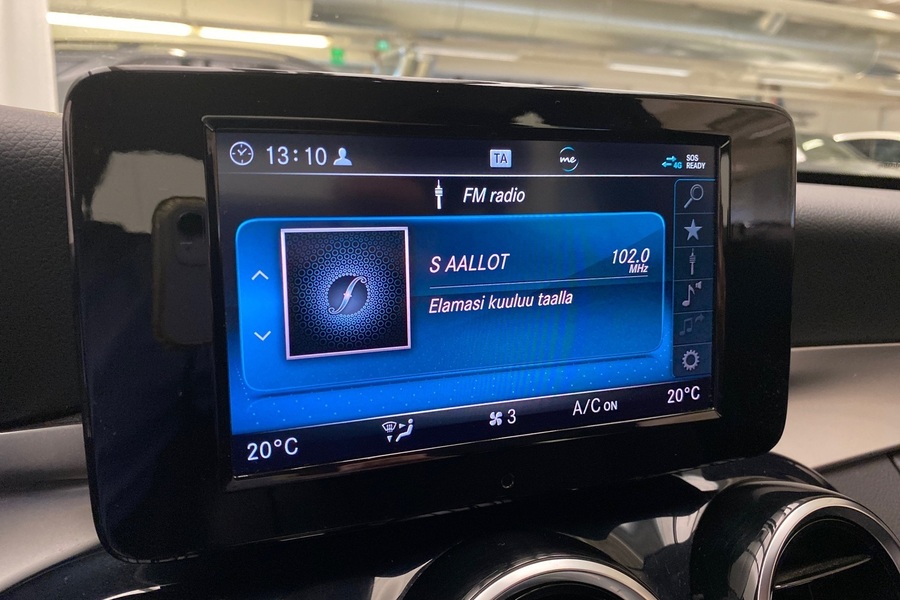 13:10 TA me 4G SOS READY
FM radio
S AALLOT 102.0 MHz
Elamasi kuuluu taalla
20°C 3 A/C ON 20°C